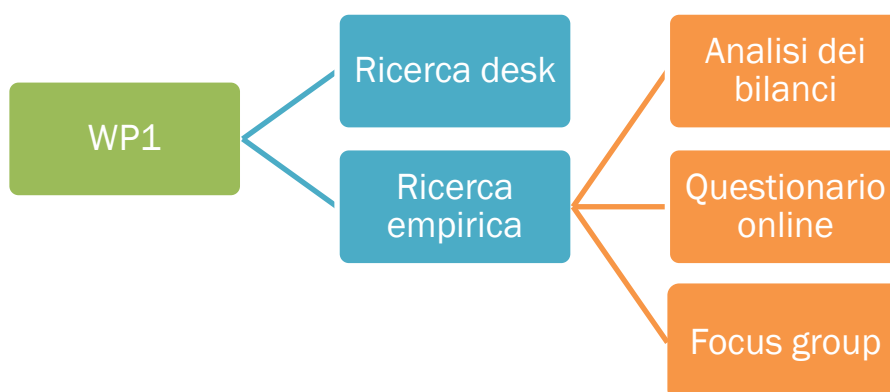 WP1
Ricerca desk
Ricerca
empirica
Analisi dei
bilanci
Questionario
online
Focus group